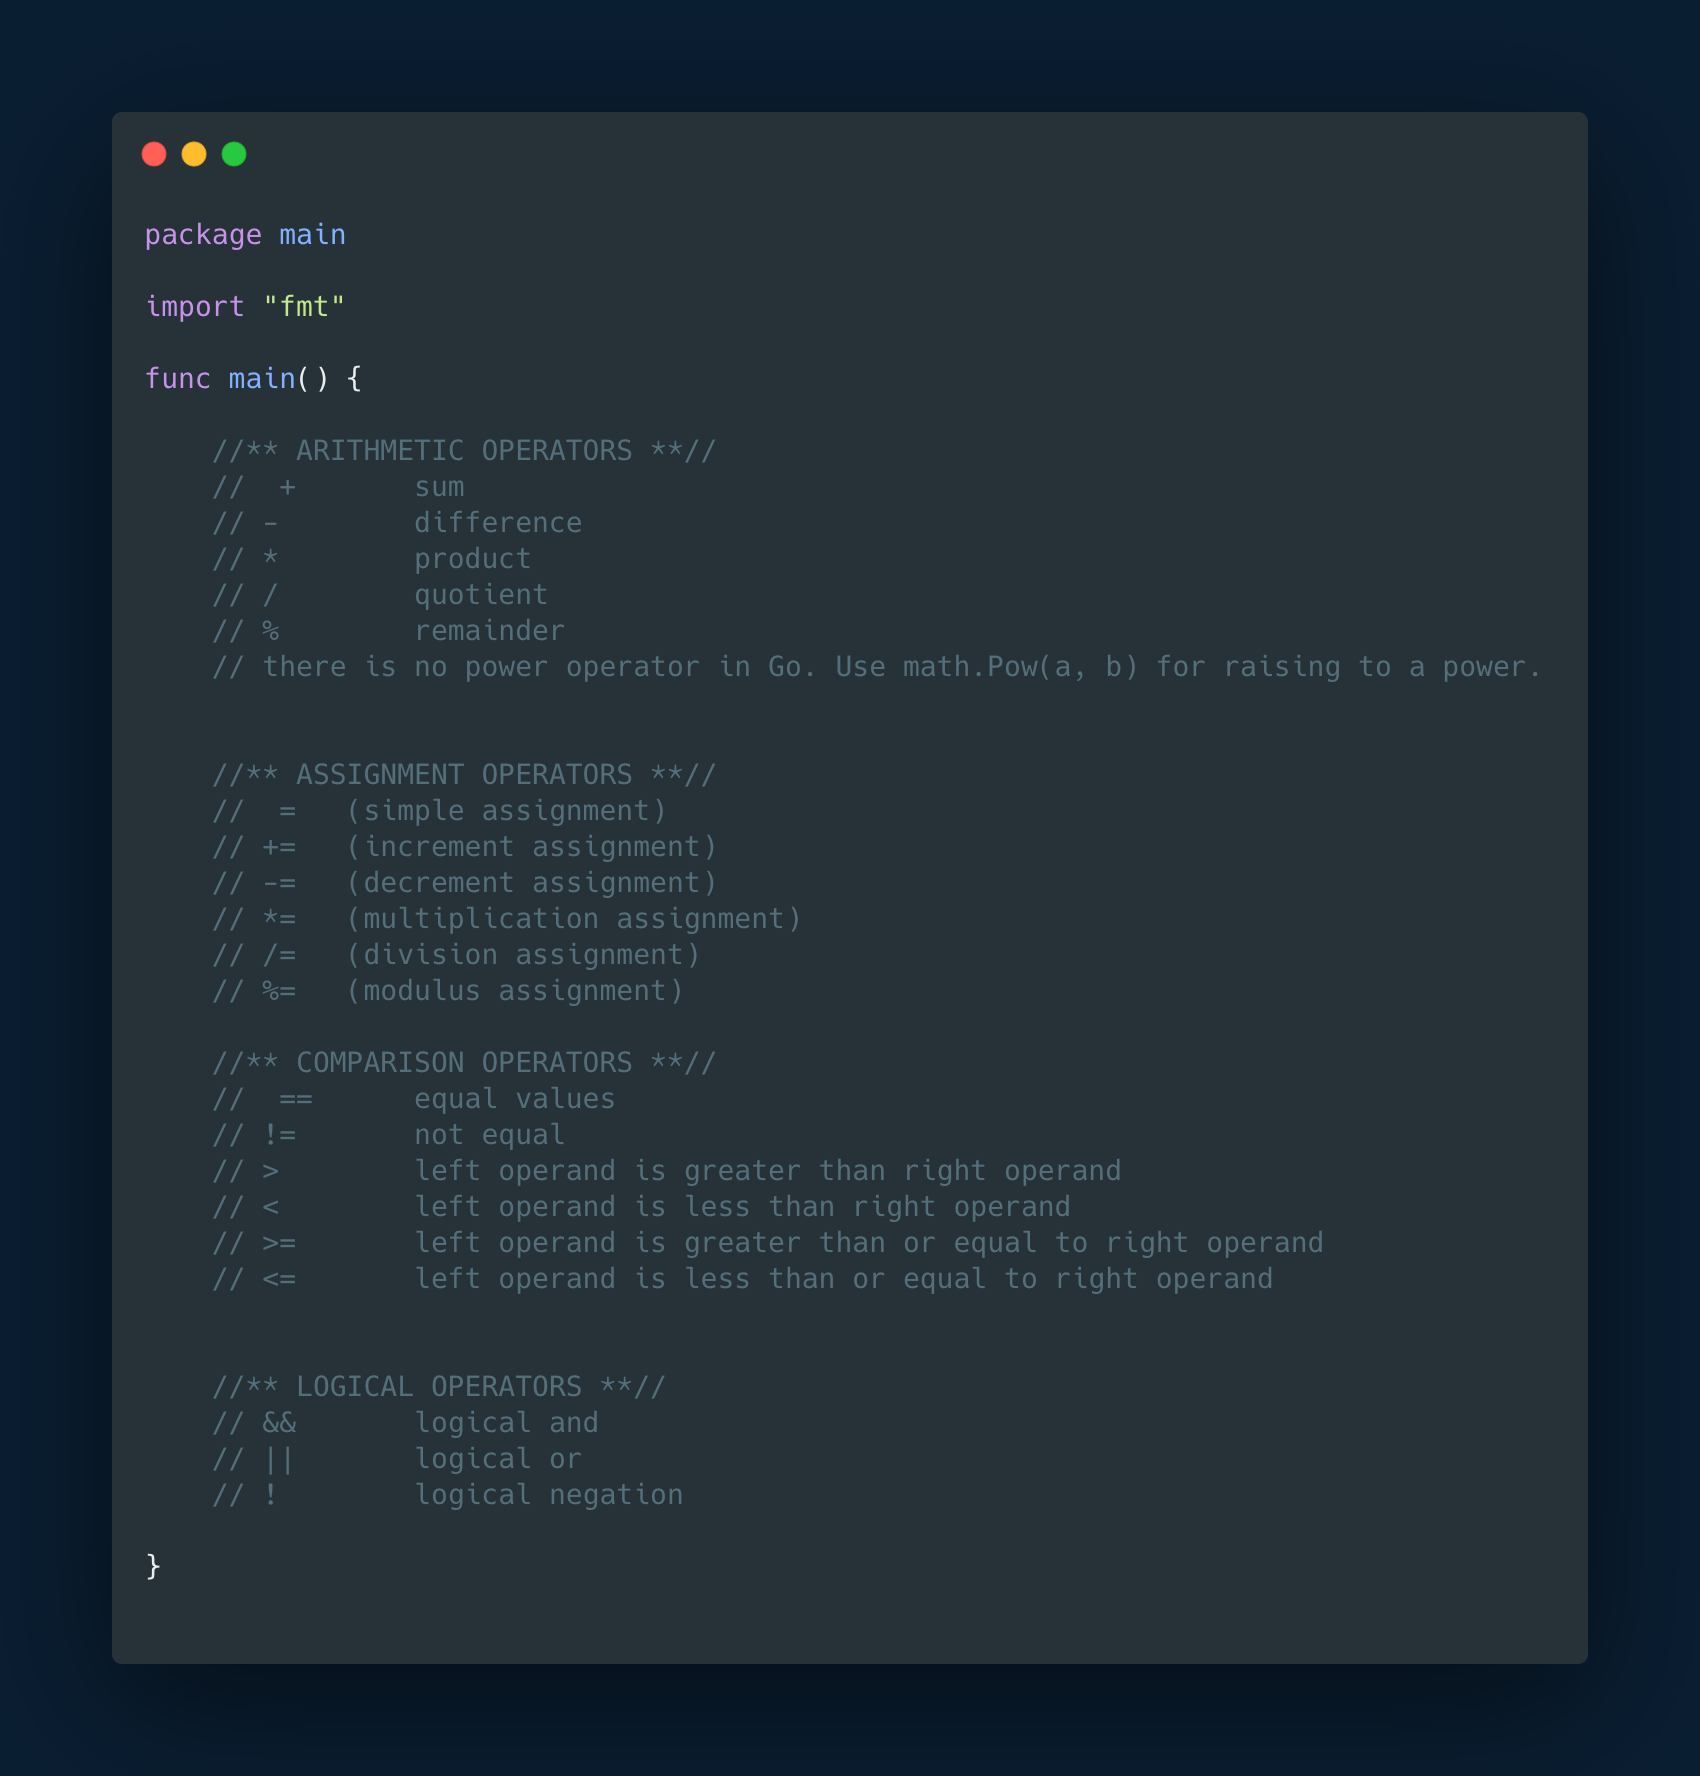 package main
import "fmt"
func main() {
//** ARITHMETIC OPERATORS **//
//  +       sum
// -        difference
// *        product
// /        quotient
// %        remainder
// there is no power operator in Go. Use math.Pow(a, b) for raising to a power.
//** ASSIGNMENT OPERATORS **//
//  =   (simple assignment)
// +=   (increment assignment)
// -=   (decrement assignment)
// *=   (multiplication assignment)
// /=   (division assignment)
// %=   (modulus assignment)
//** COMPARISON OPERATORS **//
//  ==      equal values
// !=       not equal
// >        left operand is greater than right operand
// <        left operand is less than right operand
// >=       left operand is greater than or equal to right operand
// <=       left operand is less than or equal to right operand
//** LOGICAL OPERATORS **//
// &&       logical and
// ||       logical or
// !        logical negation
}